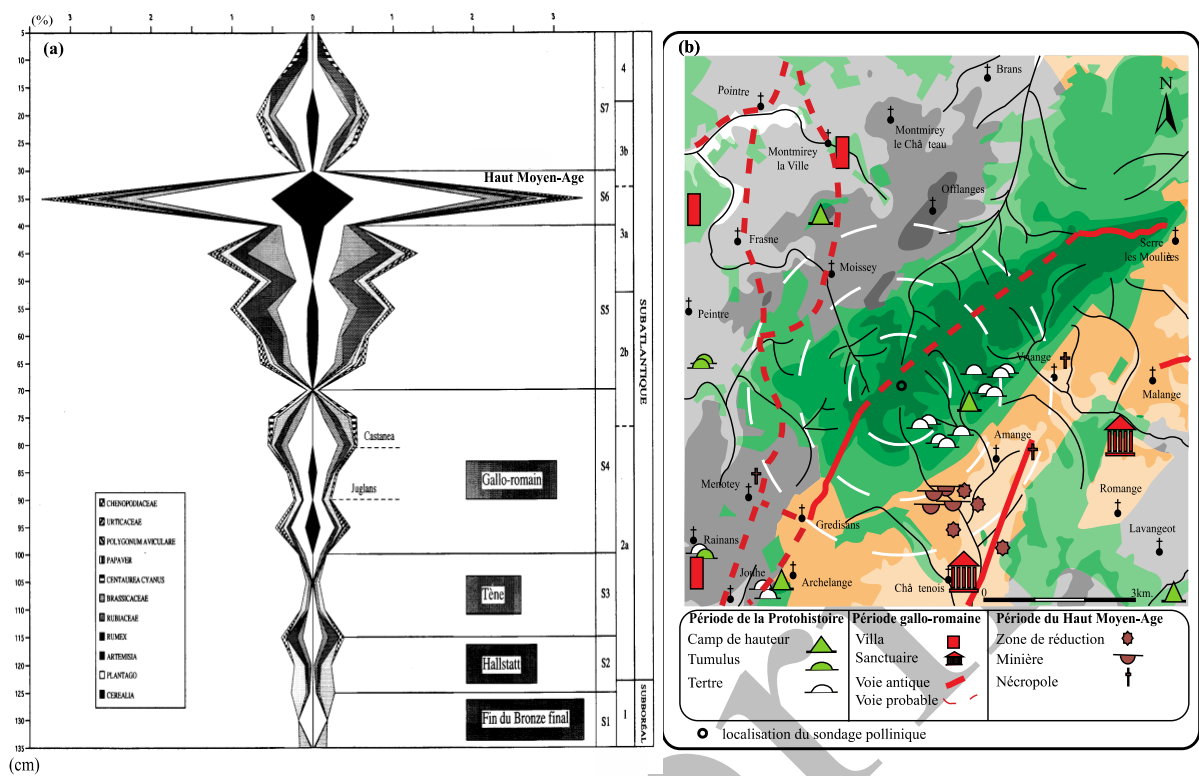 (%)
3 2 1 0 1 2 3
(a)
5
10
15
20
25
30
35
40
45
50
55
60
65
70
75
80
85
90
95
100
105
110
115
120
125
130
135
(cm)
Haut Moyen-Age
Castanea
Juglans
Gallo-romain
Tène
Hallstatt
Fin du Bronze final
S7
S6
S5
S4
S3
S2
S1
4
3b
3a
2b
2a
1
SUBATLANTIQUE
SUBBORÉAL
CHENOPODIACEAE
URTICACEAE
POLYGONUM AVICULARE
PAPAVER
CENTAUREA CYANUS
BRASSICACEAE
RUBIACEAE
RUMEX
ARTEMISIA
PLANTAGO
CEREALIA
(b)
Brans
Pointre
N
Montmirey
le Châ teau
Montmirey
la Ville
Offlanges
Frasne
Serre
les Moulières
Moissey
Peintre
Vriange
Malange
Amange
Menotey
Romange
Gredisans
Lavangeot
Rainans
Jouhe
Archelange
Châ tenois
0 3km.
Période de la Protohistoire
Camp de hauteur
Tumulus
Tertre
Période gallo-romaine
Villa
Sanctuaire
Voie antique
Voie probable
Période du Haut Moyen-Age
Zone de réduction
Minière
Nécropole
localisation du sondage pollinique